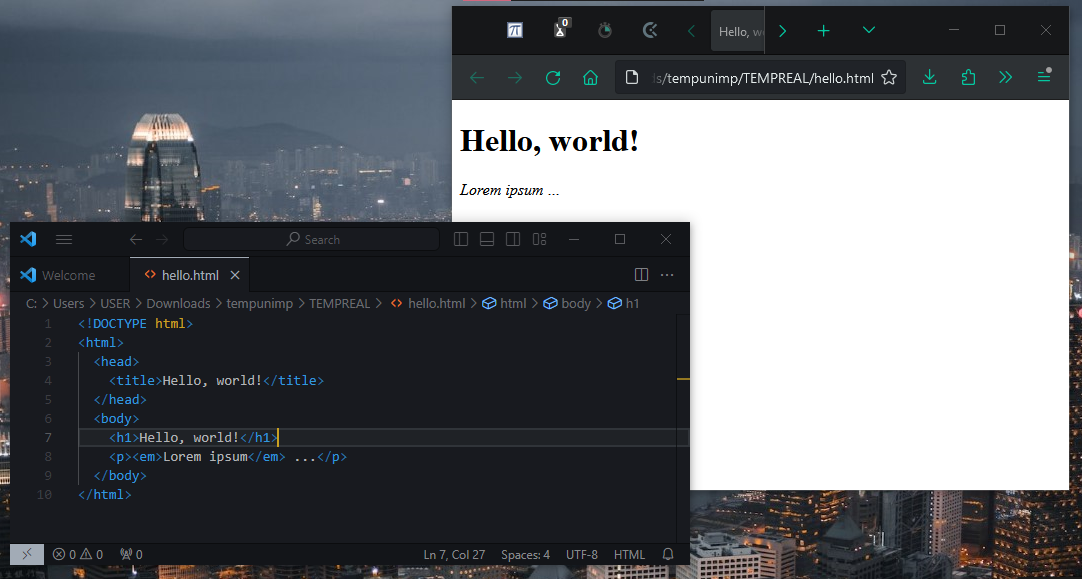 0
Hello, w
ls/tempunimp/TEMPREAL/hello.html
Hello, world!
Lorem ipsum ...
Search
Welcome
hello.html
C: > Users > USER > Downloads > tempunimp > TEMPREAL > hello.html > html > body > h1
1 <!DOCTYPE html>
2 <html>
3 <head>
4 <title>Hello, world!</title>
5 </head>
6 <body>
7 <h1>Hello, world!</h1>
8 <p><em>Lorem ipsum</em> ...</p>
9 </body>
10 </html>
0 0 0 Ln 7, Col 27 Spaces: 4 UTF-8 HTML